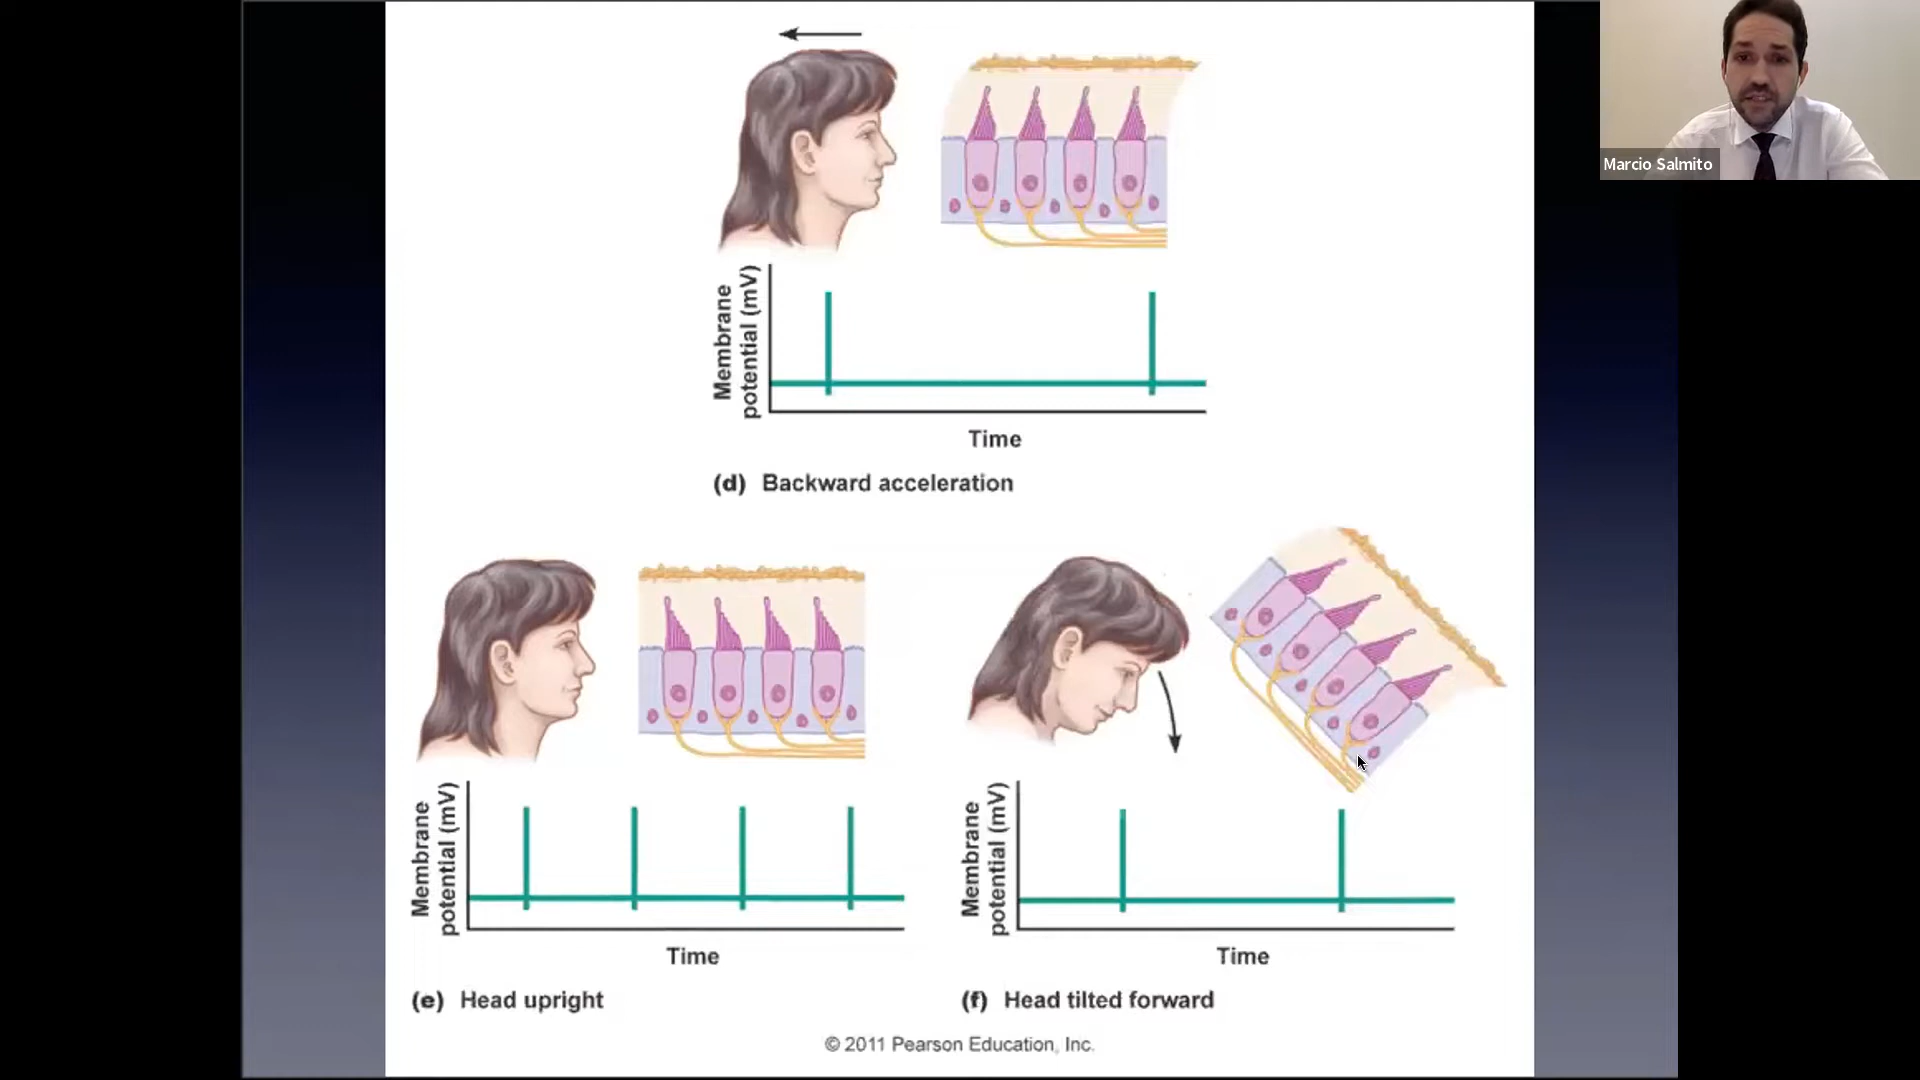 Marcio Salmito
Membrane
potential (mV)
Time
(d) Backward acceleration
Membrane
potential (mV)
Time
(e) Head upright
Membrane
potential (mV)
Time
(f) Head tilted forward
© 2011 Pearson Education, Inc.